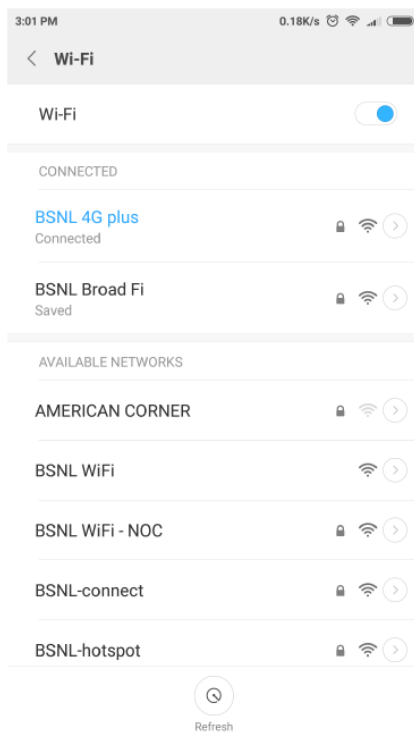 3:01 PM 0.18K/s
Wi-Fi
Wi-Fi
CONNECTED
BSNL 4G plus
Connected
BSNL Broad Fi
Saved
AVAILABLE NETWORKS
AMERICAN CORNER
BSNL WiFi
BSNL WiFi - NOC
BSNL-connect
BSNL-hotspot
Refresh